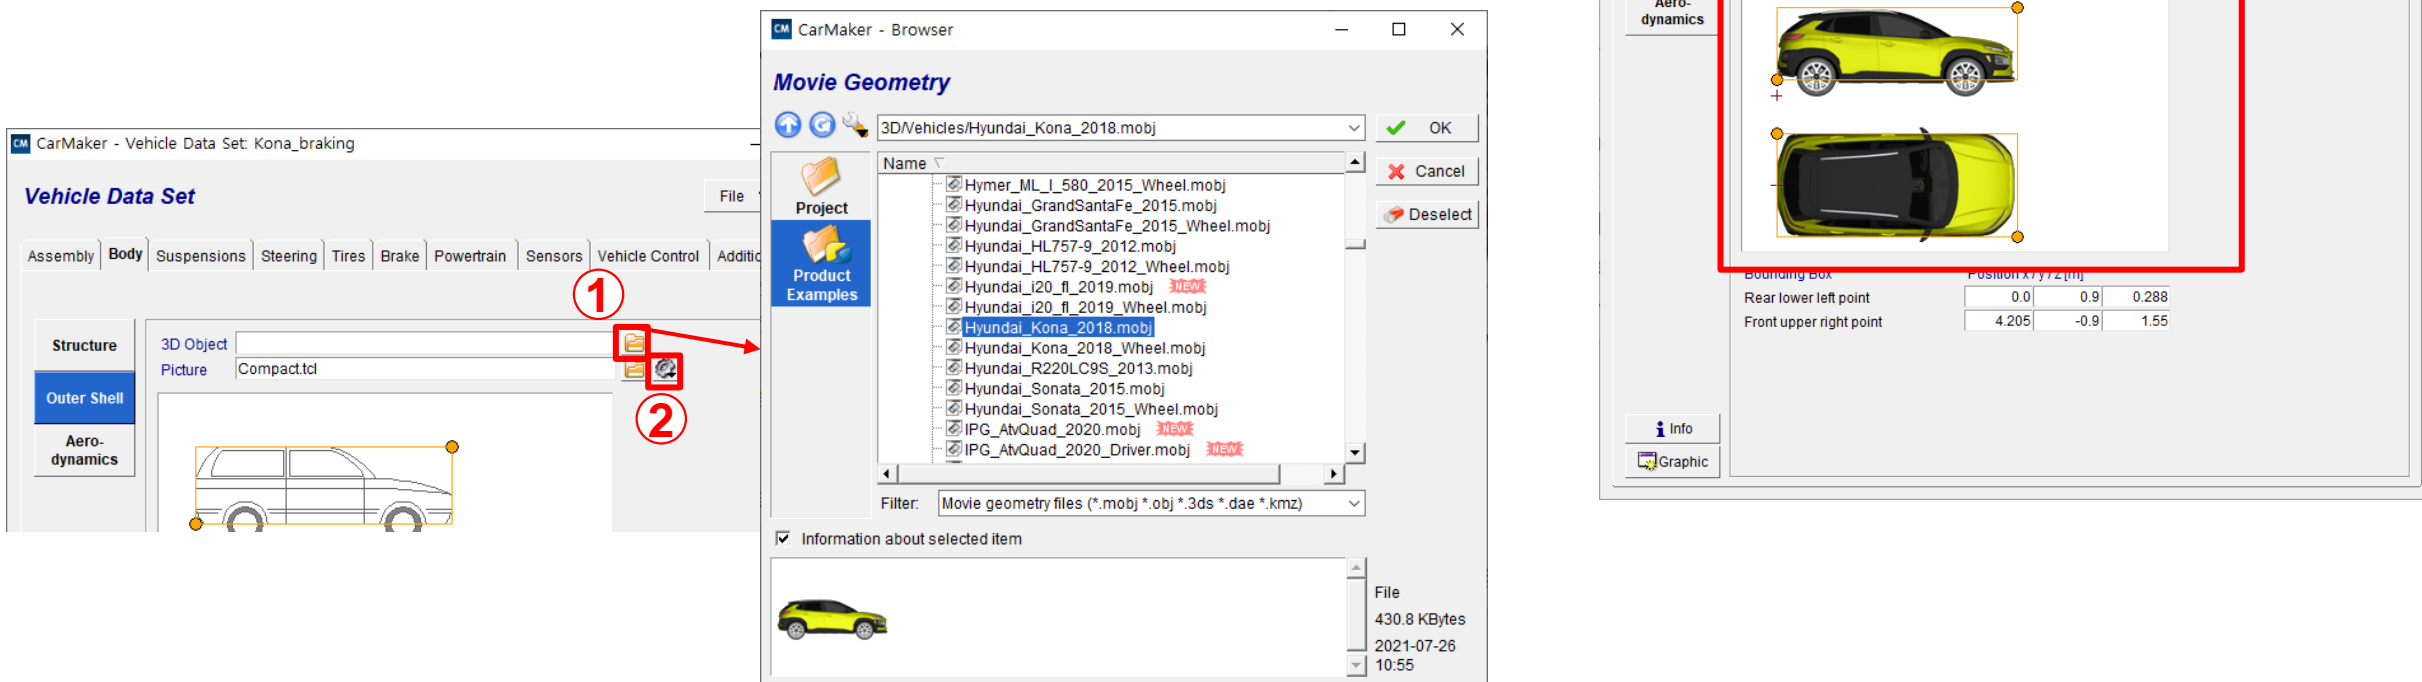 CM CarMaker - Vehicle Data Set: Kona_braking
Vehicle Data Set
File
Assembly Body Suspensions Steering Tires Brake Powertrain Sensors Vehicle Control Additio
①
Structure
Outer Shell
Aero-
dynamics
3D Object
Picture Compact.tcl
②
CM CarMaker - Browser
Movie Geometry
3D/Vehicles/Hyundai_Kona_2018.mobj
OK
Cancel
Deselect
Project
Product
Examples
Name
Hymer_ML_I_580_2015_Wheel.mobj
Hyundai_GrandSantaFe_2015.mobj
Hyundai_GrandSantaFe_2015_Wheel.mobj
Hyundai_HL757-9_2012.mobj
Hyundai_HL757-9_2012_Wheel.mobj
Hyundai_i20_fl_2019.mobj NEW
Hyundai_i20_fl_2019_Wheel.mobj
Hyundai_Kona_2018.mobj
Hyundai_Kona_2018_Wheel.mobj
Hyundai_R220LC9S_2013.mobj
Hyundai_Sonata_2015.mobj
Hyundai_Sonata_2015_Wheel.mobj
IPG_AtvQuad_2020.mobj NEW
IPG_AtvQuad_2020_Driver.mobj NEW
Filter: Movie geometry files (*.mobj *.obj *.3ds *.dae *.kmz)
Information about selected item
File
430.8 KBytes
2021-07-26
10:55
Aero-
dynamics
Bounding Box Position x / y / z [m]
Rear lower left point 0.0 0.9 0.288
Front upper right point 4.205 -0.9 1.55
Info
Graphic